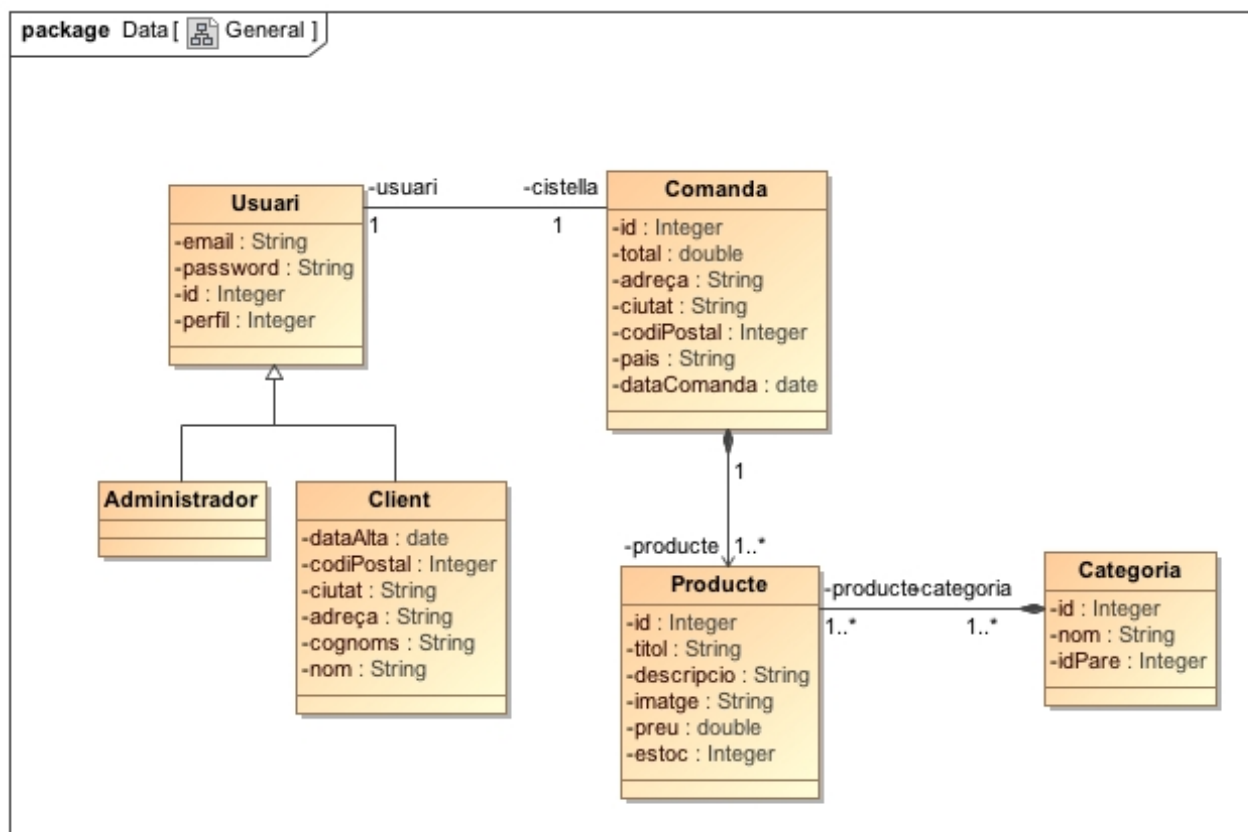 package Data[ General ]
-usuari
-cistella
1
1
Usuari
-email : String
-password : String
-id : Integer
-perfil : Integer
Comanda
-id : Integer
-total : double
-adreça : String
-ciutat : String
-codiPostal : Integer
-pais : String
-dataComanda : date
Administrador
Client
-dataAlta : date
-codiPostal : Integer
-ciutat : String
-adreça : String
-cognoms : String
-nom : String
1
-producte
1..*
Producte
-id : Integer
-titol : String
-descripcio : String
-imatge : String
-preu : double
-estoc : Integer
-producte
-categoria
1..*
1..*
Categoria
-id : Integer
-nom : String
-idPare : Integer